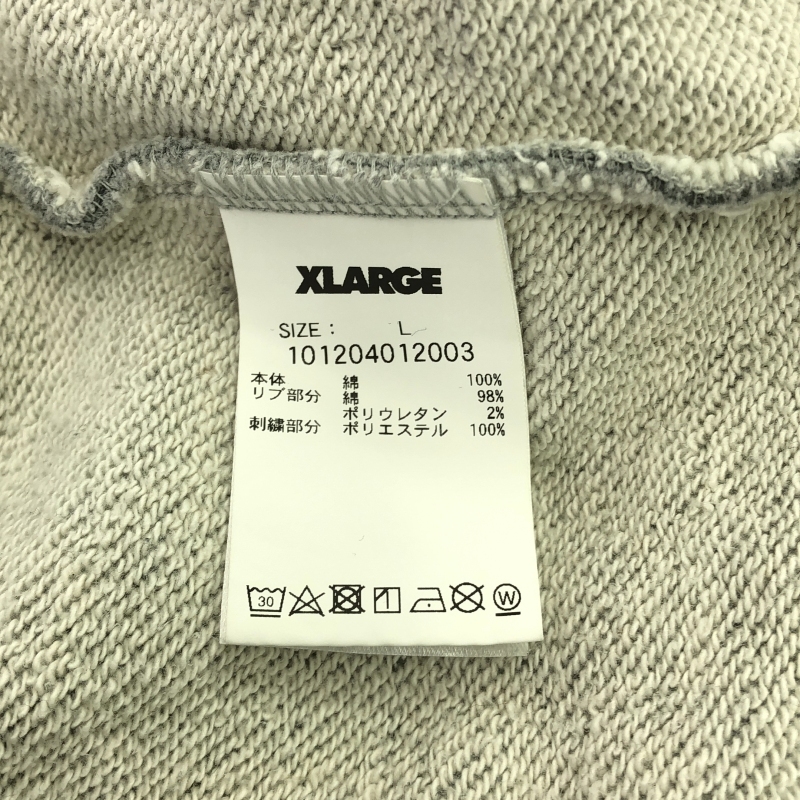 XLARGE
SIZE : L
101204012003
本体 綿 100%
リブ部分 綿 98%
ポリウレタン 2%
刺繍部分 ポリエステル 100%
30 W